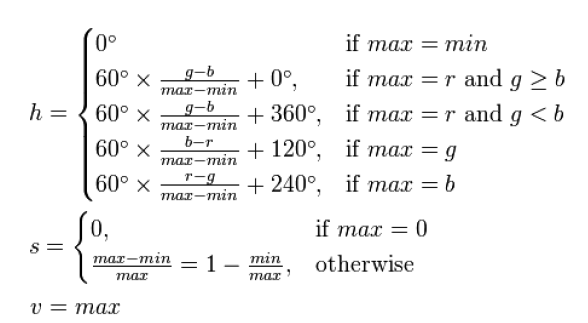 h = { 0° if max = min
60° × (g−b)/(max−min) + 0°, if max = r and g ≥ b
60° × (g−b)/(max−min) + 360°, if max = r and g < b
60° × (b−r)/(max−min) + 120°, if max = g
60° × (r−g)/(max−min) + 240°, if max = b
s = { 0, if max = 0
(max−min)/max = 1 − min/max, otherwise
v = max